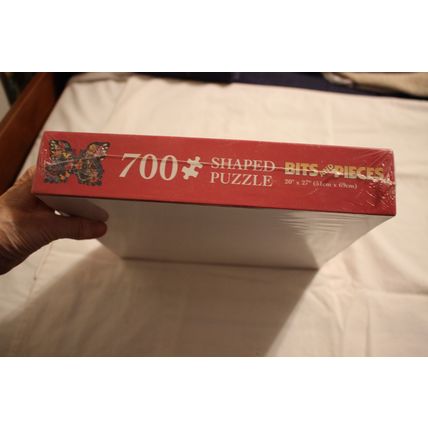 700 SHAPED
PUZZLE
BITS AND PIECES
20" x 27" (51cm x 69cm)